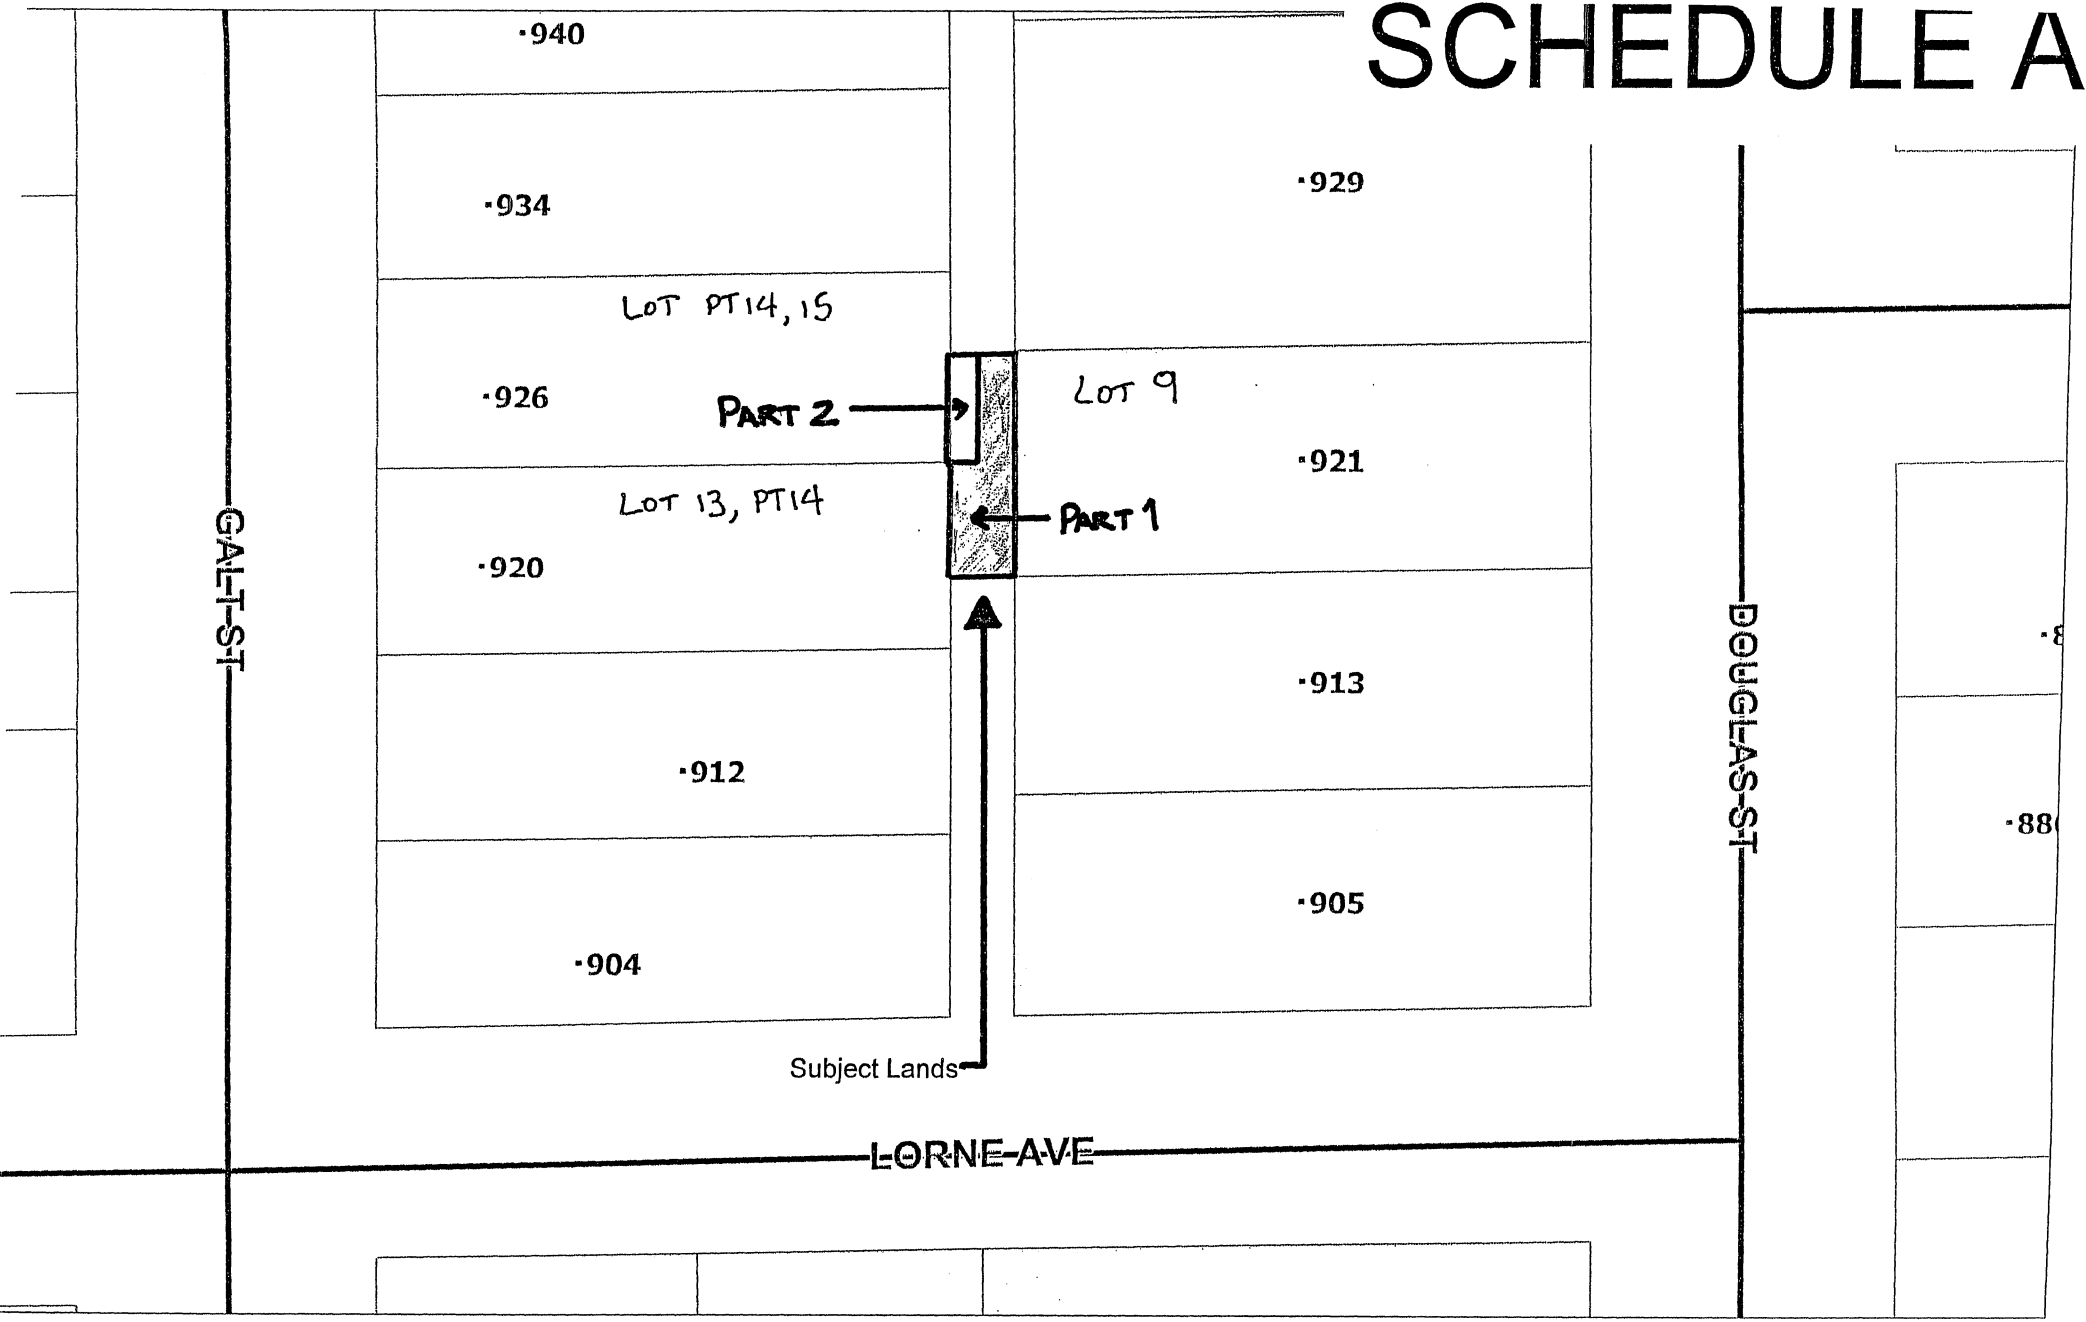 SCHEDULE A
·940
·934
·929
LOT PT14, 15
·926
PART 2
LOT 9
·921
LOT 13, PT14
PART 1
·920
GALT ST
DOUGLAS ST
·913
·912
·905
·904
Subject Lands
LORNE AVE